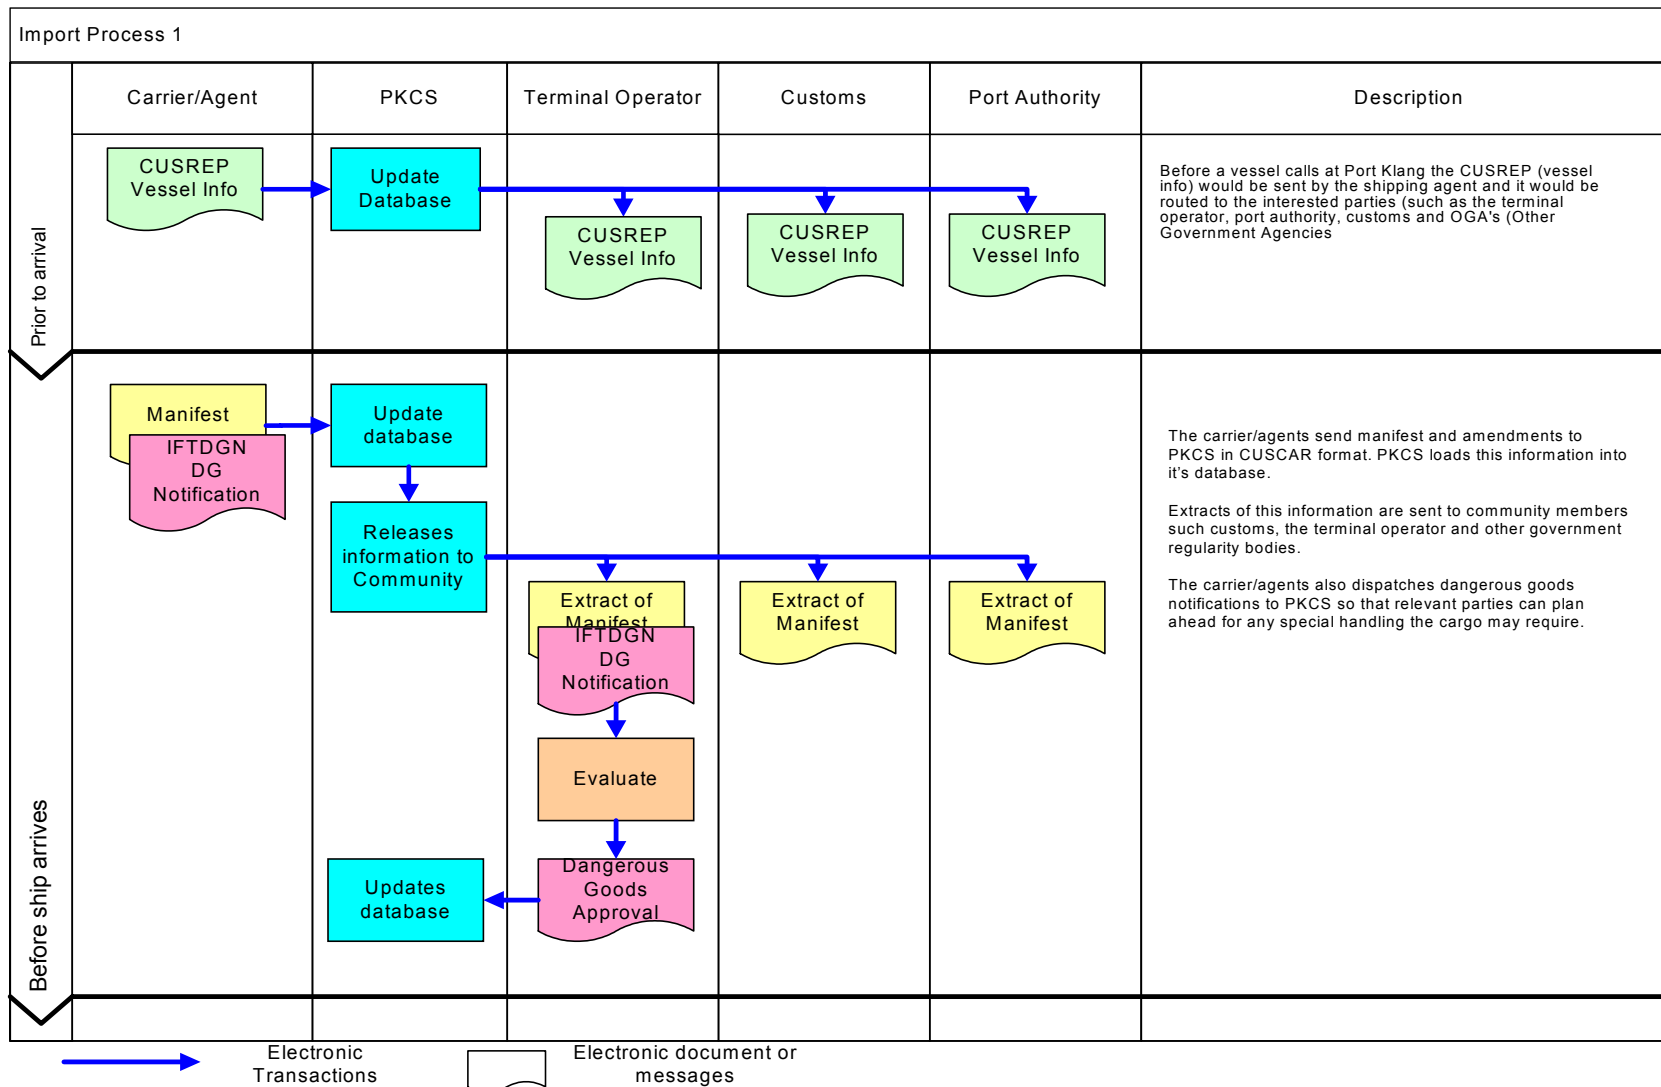 Import Process 1
Carrier/Agent
PKCS
Terminal Operator
Customs
Port Authority
Description
Prior to arrival
CUSREP
Vessel Info
Update
Database
CUSREP
Vessel Info
CUSREP
Vessel Info
CUSREP
Vessel Info
Before a vessel calls at Port Klang the CUSREP (vessel
info) would be sent by the shipping agent and it would be
routed to the interested parties (such as the terminal
operator, port authority, customs and OGA's (Other
Government Agencies
Before ship arrives
Manifest
IFTDGN
DG
Notification
Update
database
Releases
information to
Community
Extract of
Manifest
IFTDGN
DG
Notification
Extract of
Manifest
Extract of
Manifest
Evaluate
Dangerous
Goods
Approval
Updates
database
The carrier/agents send manifest and amendments to
PKCS in CUSCAR format. PKCS loads this information into
it's database.
Extracts of this information are sent to community members
such customs, the terminal operator and other government
regularity bodies.
The carrier/agents also dispatches dangerous goods
notifications to PKCS so that relevant parties can plan
ahead for any special handling the cargo may require.
Electronic
Transactions
Electronic document or
messages